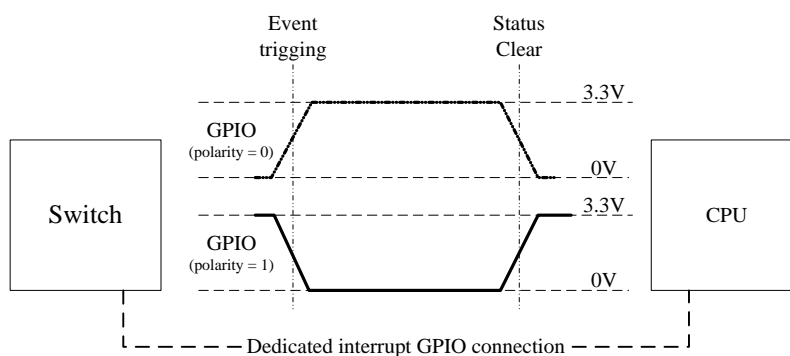 Event
trigging
Status
Clear
3.3V
GPIO
(polarity = 0)
0V
Switch
3.3V
CPU
GPIO
(polarity = 1)
0V
Dedicated interrupt GPIO connection